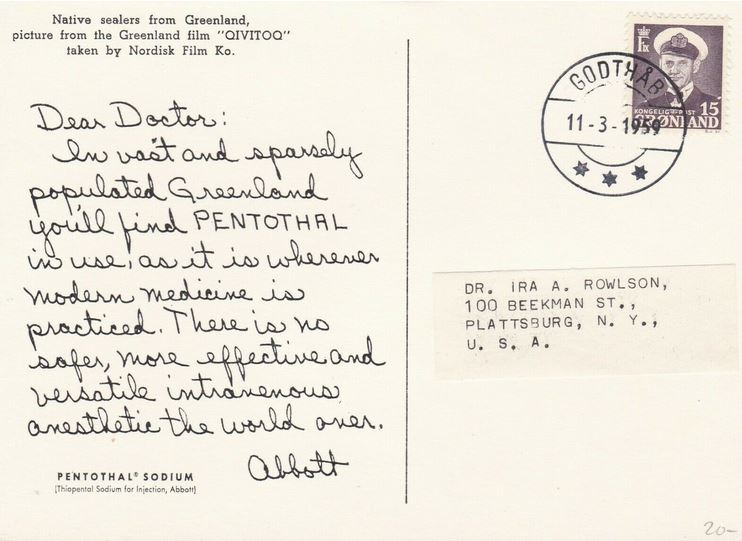 Native sealers from Greenland,
picture from the Greenland film "QIVITOQ"
taken by Nordisk Film Ko.
Dear Doctor:
In vast and sparsely
populated Greenland
you'll find PENTOTHAL
in use, as it is wherever
modern medicine is
practiced. There is no
safer, more effective and
versatile intravenous
anesthetic the world over.
Abbott
PENTOTHAL® SODIUM
(Thiopental Sodium for Injection, Abbott)
GODTHÅB
11-3-1959
KONGELIG POST 15
GRØNLAND
DR. IRA A. ROWLSON,
100 BEEKMAN ST.,
PLATTSBURG, N. Y.,
U. S. A.
20-